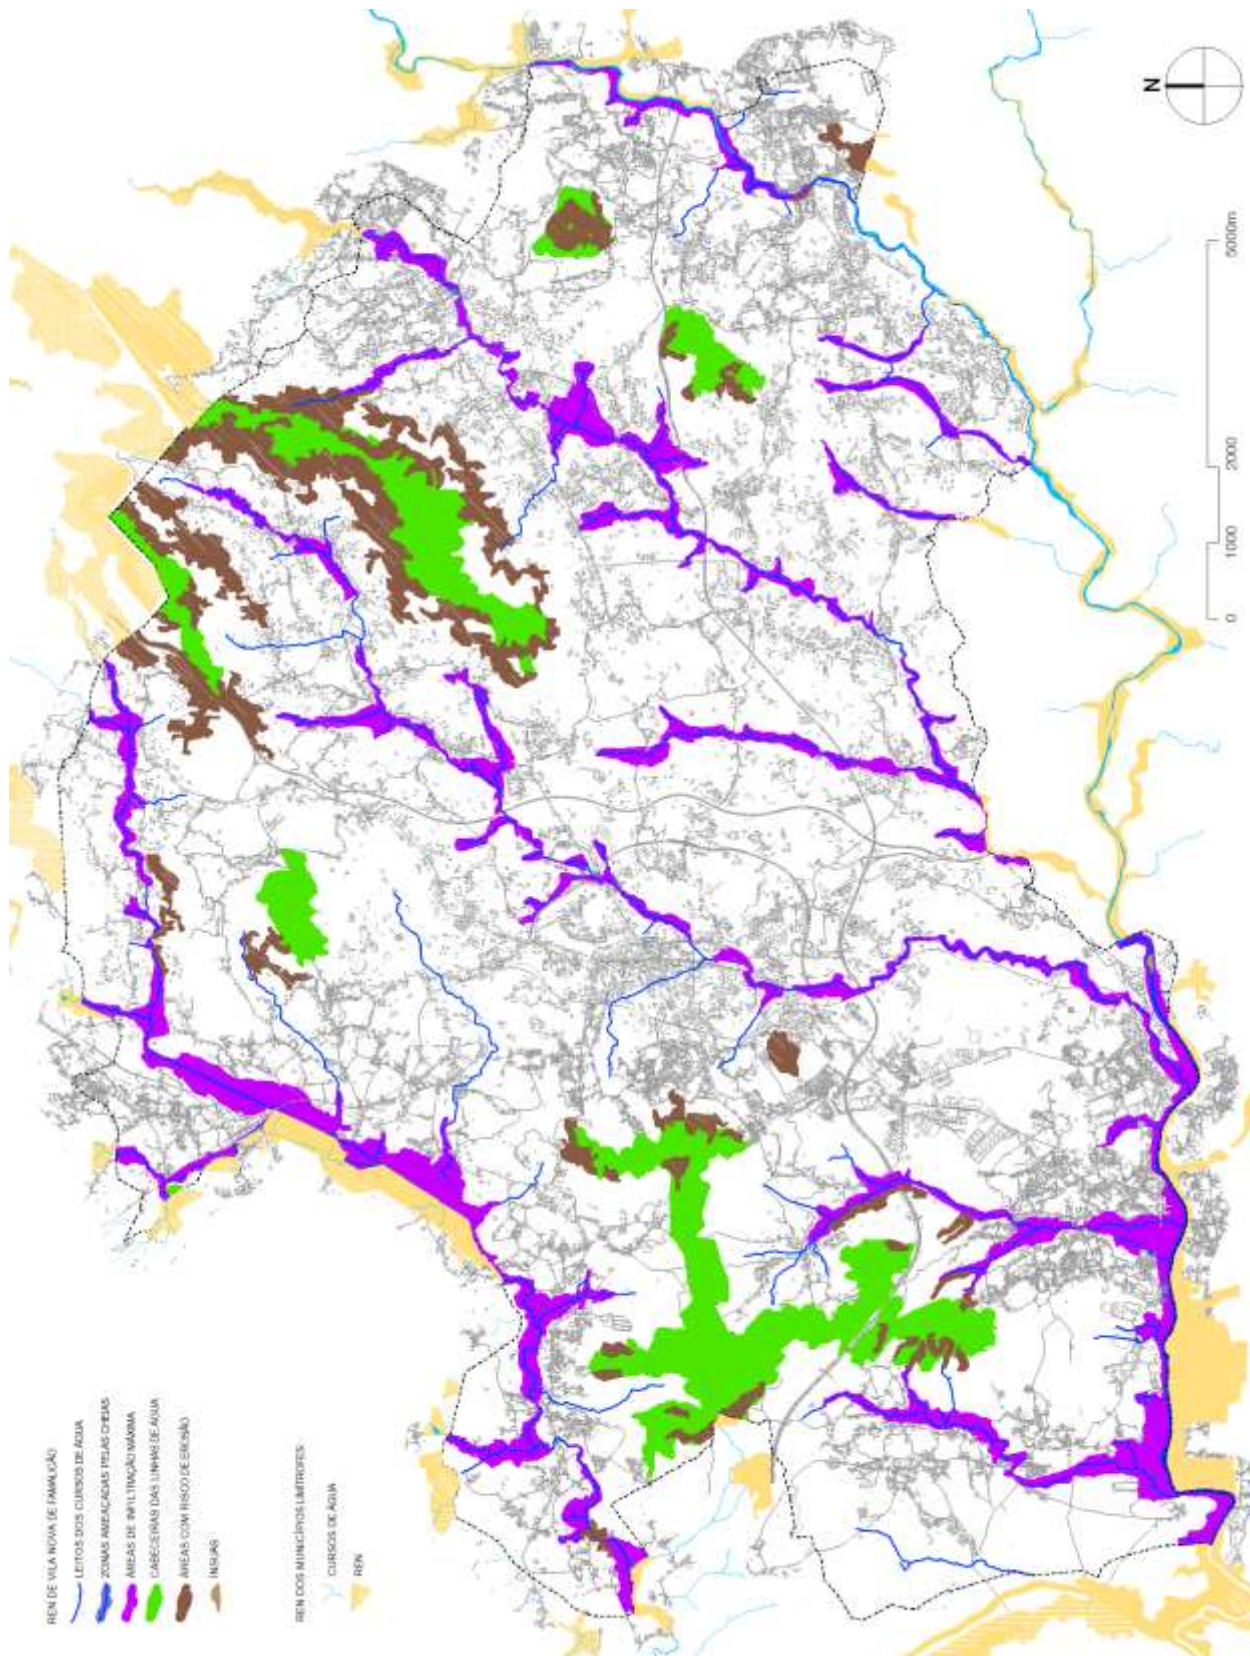 REN DE VILA NOVA DE FAMALICÃO
LEITOS DOS CURSOS DE ÁGUA
ZONAS AMEAÇADAS PELAS CHEIAS
ÁREAS DE INFILTRAÇÃO MÁXIMA
CABECEIRAS DAS LINHAS DE ÁGUA
ÁREAS COM RISCO DE EROSÃO
INSUAS
REN DOS MUNICÍPIOS LIMÍTROFES
CURSOS DE ÁGUA
REN
N
0 1000 2000 5000m